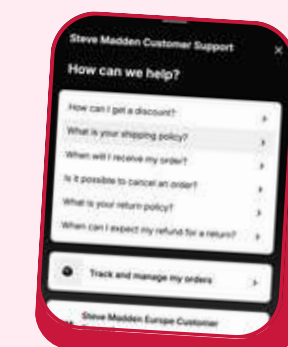 Steve Madden Customer Support
How can we help?
How can I get a discount?
What is your shipping policy?
When will I receive my order?
Is it possible to cancel an order?
What is your return policy?
When can I expect my refund for a return?
Track and manage my orders
Steve Madden Europe Customer